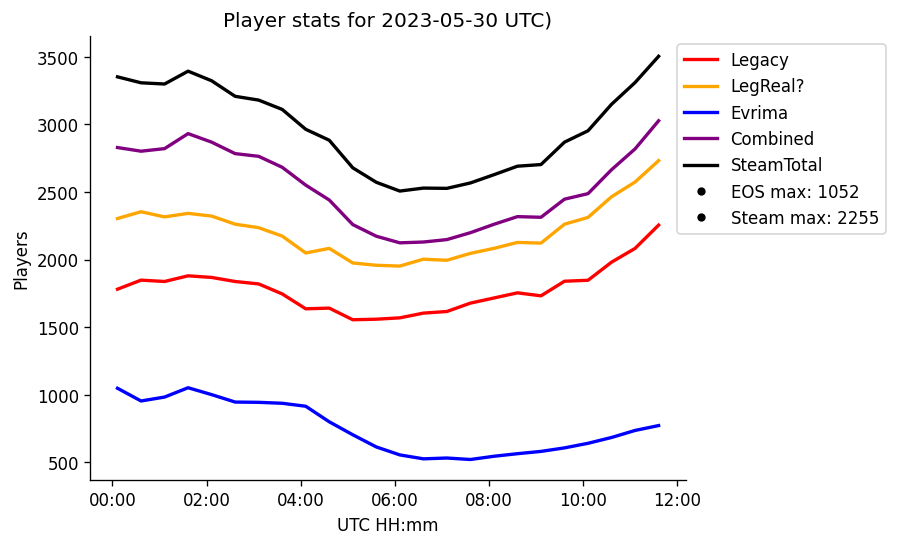 Player stats for 2023-05-30 UTC)
Players
3500
3000
2500
2000
1500
1000
500
00:00 02:00 04:00 06:00 08:00 10:00 12:00
UTC HH:mm
Legacy
LegReal?
Evrima
Combined
SteamTotal
EOS max: 1052
Steam max: 2255